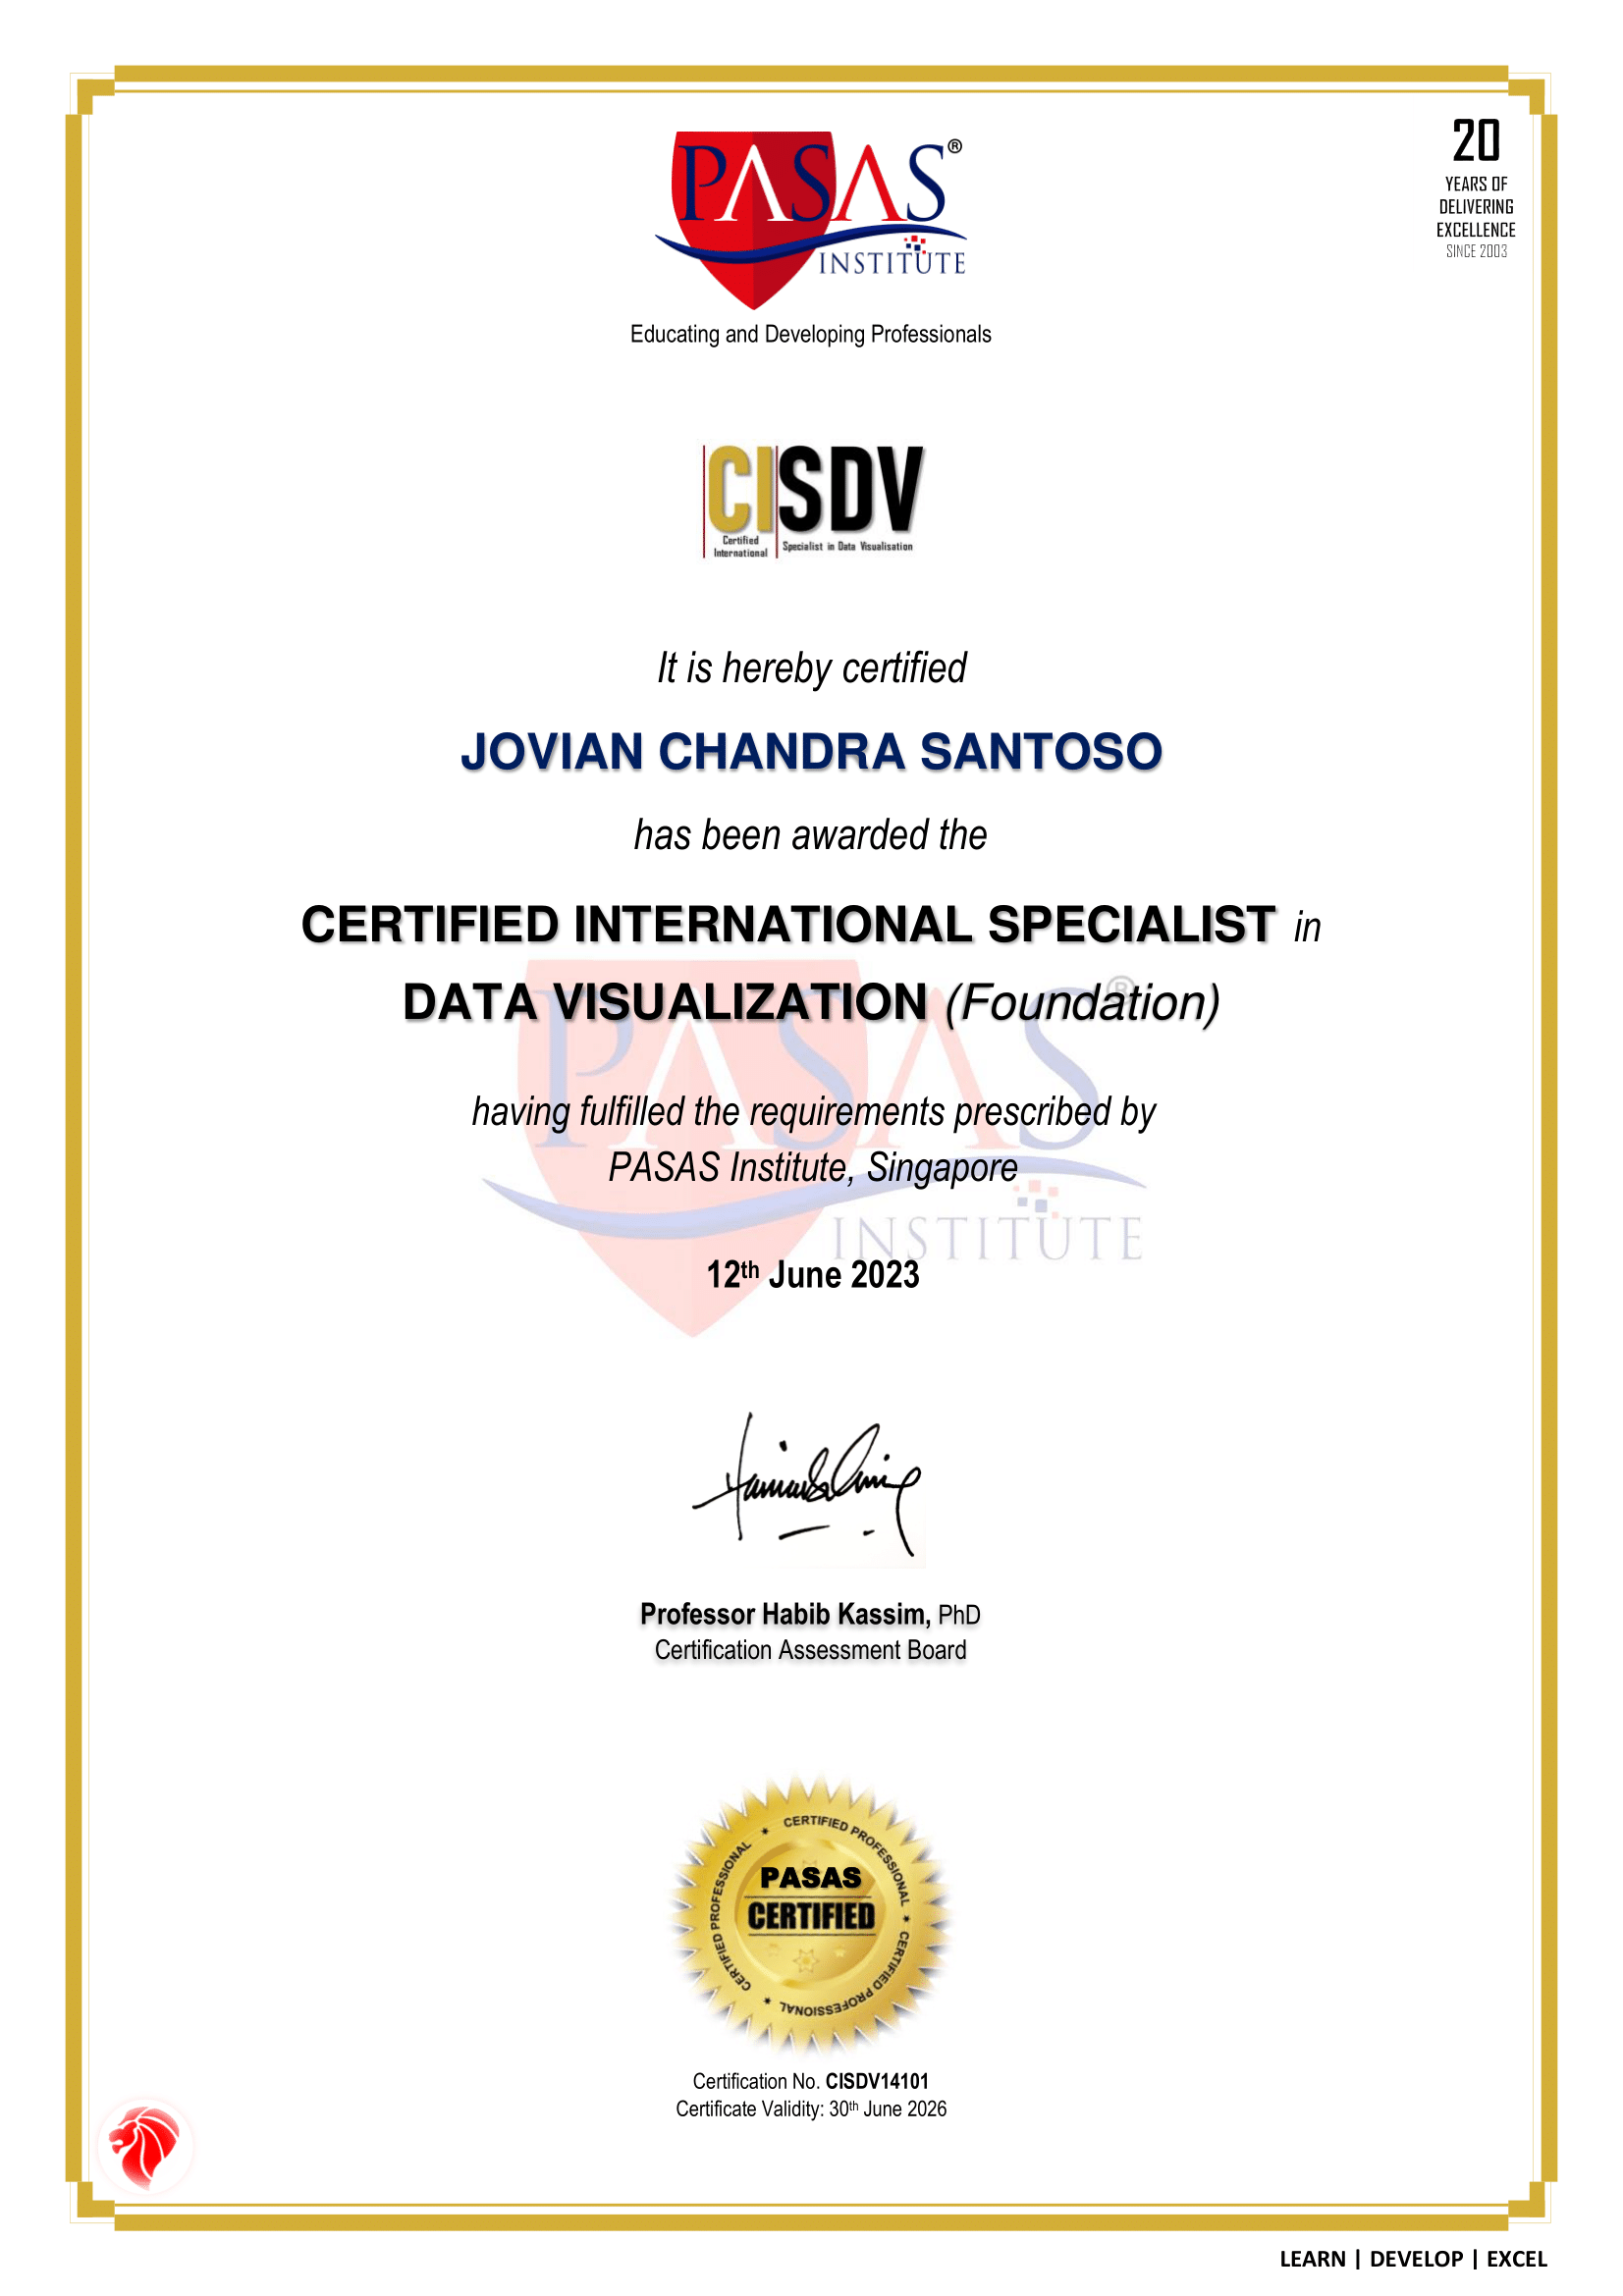 PASAS®
INSTITUTE
Educating and Developing Professionals
20
YEARS OF
DELIVERING
EXCELLENCE
SINCE 2003
CISDV
Certified
International
Specialist in Data Visualisation
It is hereby certified
JOVIAN CHANDRA SANTOSO
has been awarded the
CERTIFIED INTERNATIONAL SPECIALIST in
DATA VISUALIZATION (Foundation)
PASAS®
INSTITUTE
having fulfilled the requirements prescribed by
PASAS Institute, Singapore
12th June 2023
Professor Habib Kassim, PhD
Certification Assessment Board
CERTIFIED PROFESSIONAL ★ CERTIFIED PROFESSIONAL ★ CERTIFIED PROFESSIONAL ★
PASAS
CERTIFIED
Certification No. CISDV14101
Certificate Validity: 30th June 2026
LEARN | DEVELOP | EXCEL